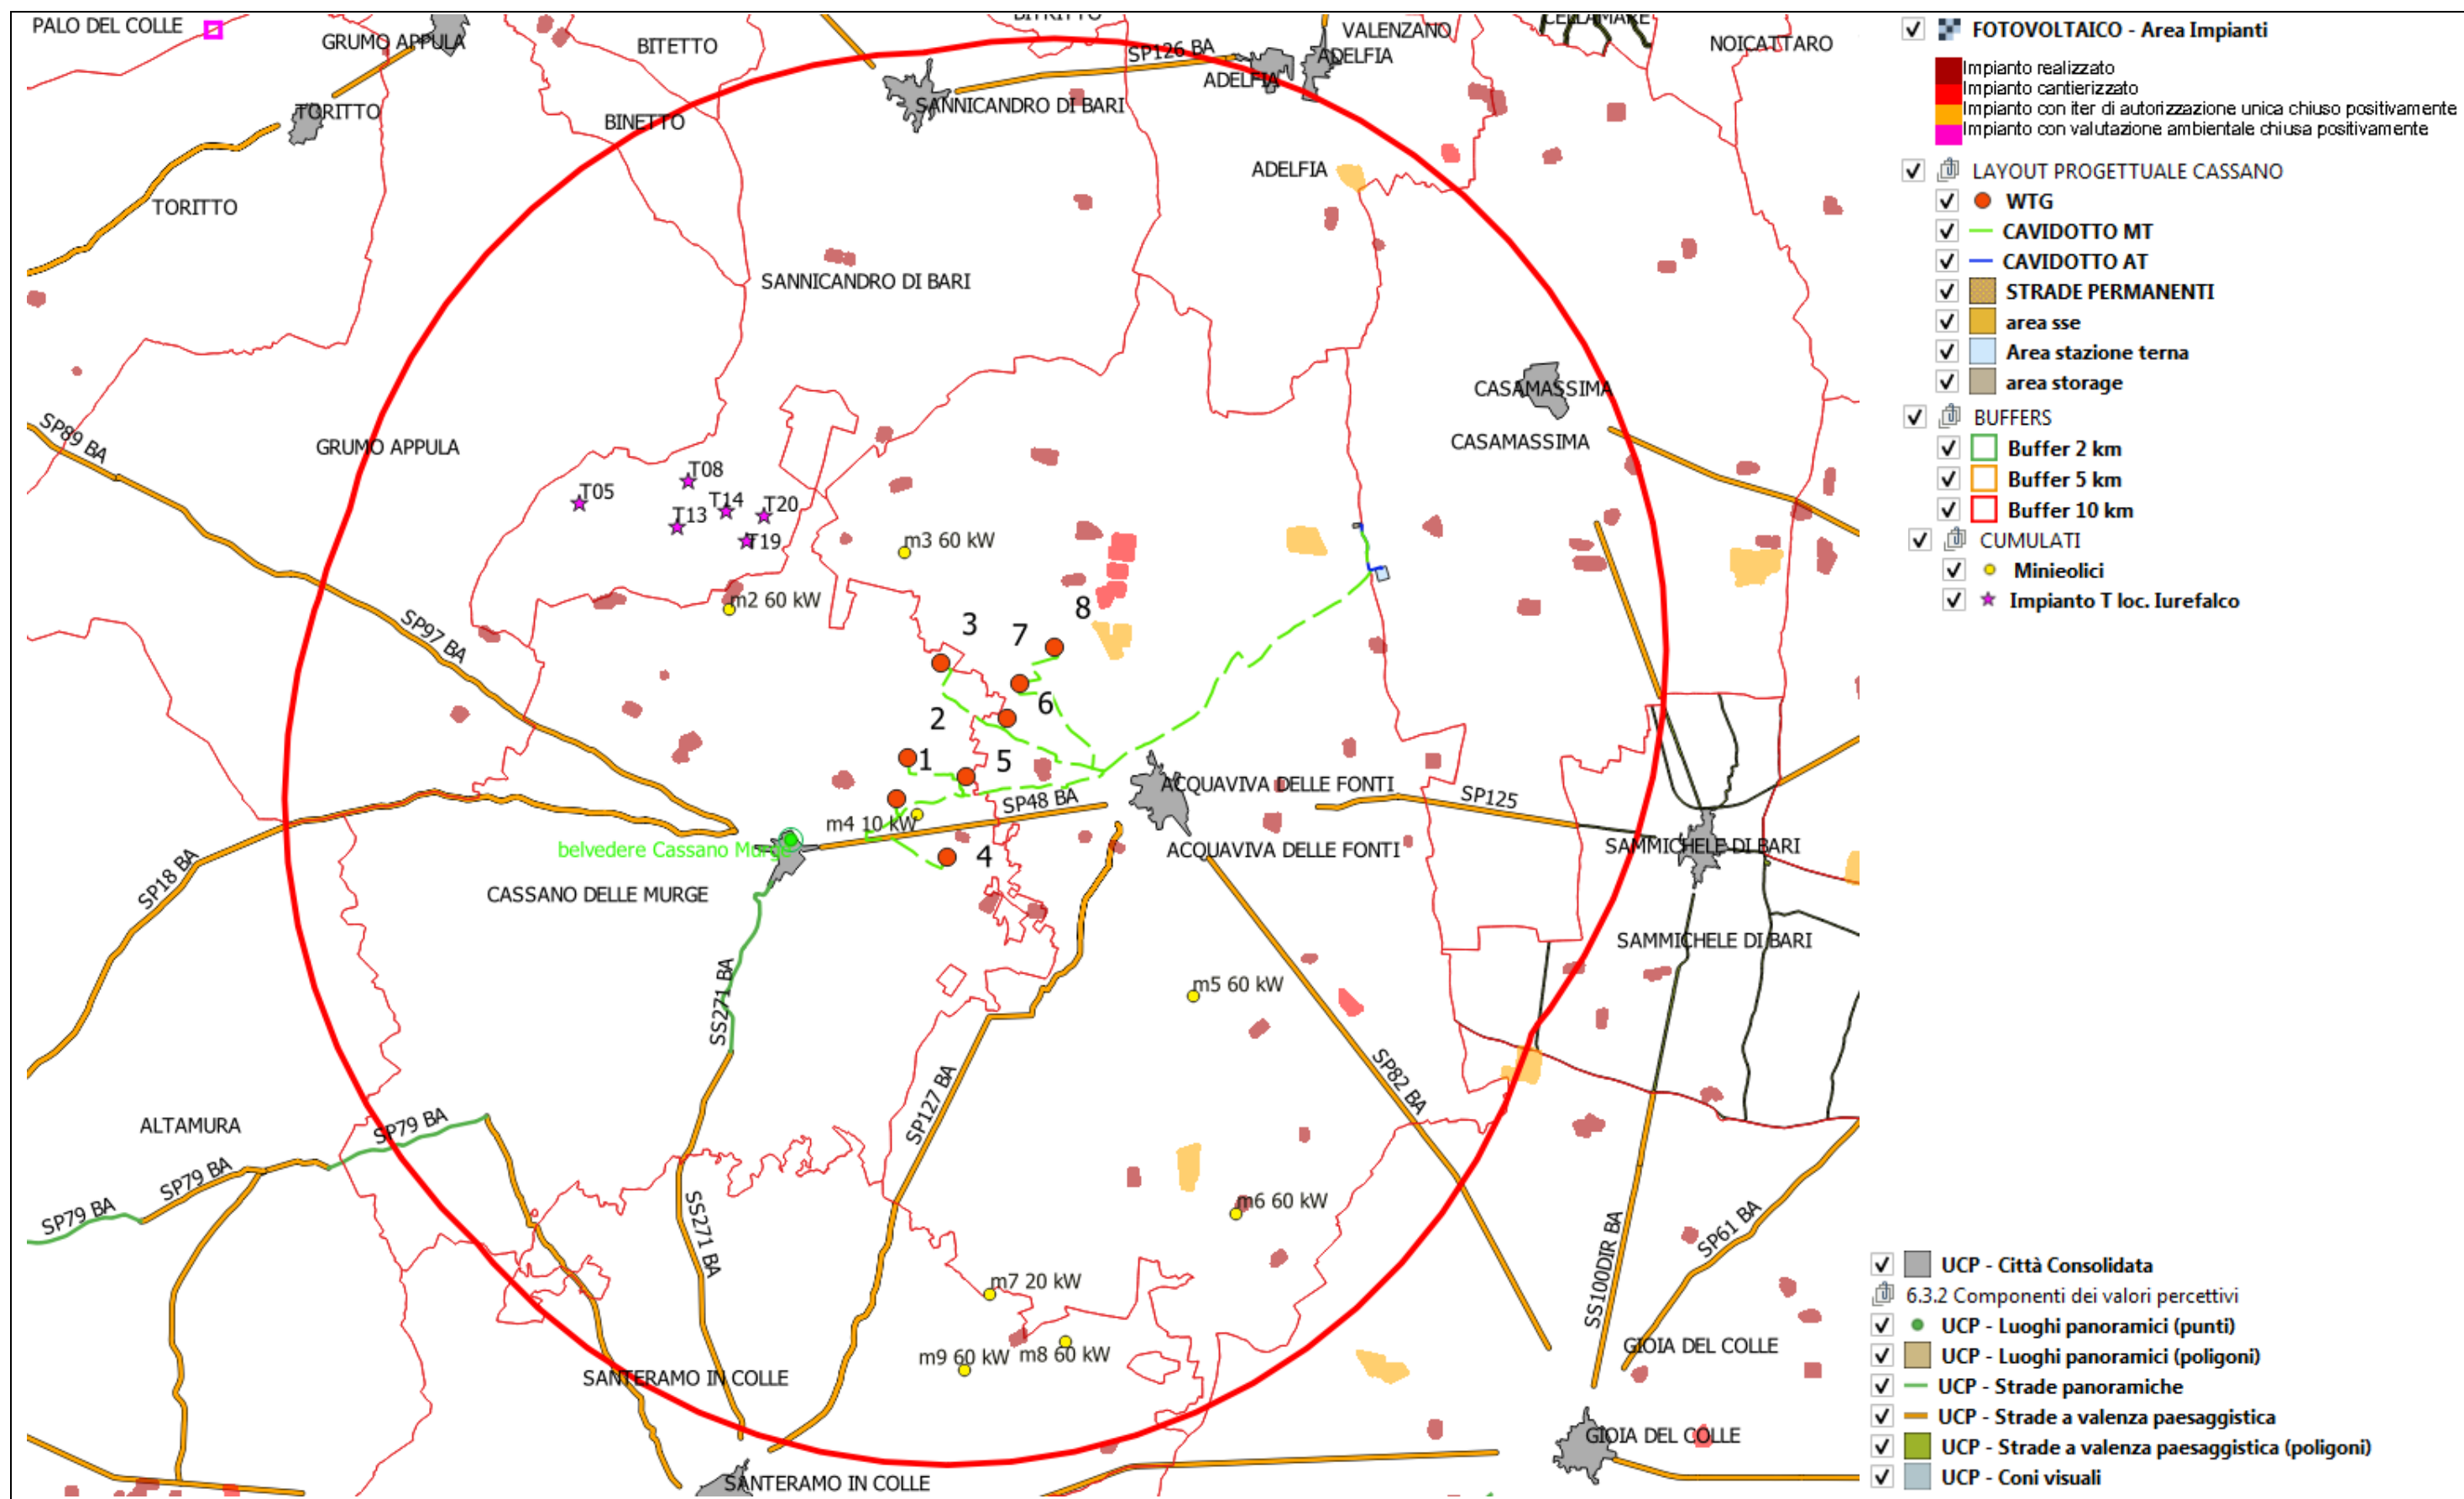 PALO DEL COLLE
GRUMO APPULA
BITETTO
BITRITTO
SP126 BA
VALENZANO
ADELFIA
ADELFIA
CELLAMARE
NOICATTARO
TORITTO
BINETTO
SANNICANDRO DI BARI
ADELFIA
TORITTO
SANNICANDRO DI BARI
CASAMASSIMA
CASAMASSIMA
SP89 BA
GRUMO APPULA
T05
T08
T14
T20
T13
T19
m3 60 kW
m2 60 kW
SP97 BA
3
7
8
2
6
1
5
SP48 BA
ACQUAVIVA DELLE FONTI
SP125
m4 10 kW
belvedere Cassano Murge
4
ACQUAVIVA DELLE FONTI
SAMMICHELE DI BARI
SP18 BA
CASSANO DELLE MURGE
SAMMICHELE DI BARI
SS271 BA
m5 60 kW
SP82 BA
SP127 BA
ALTAMURA
SP79 BA
SP79 BA
SP79 BA
SS271 BA
m6 60 kW
SP61 BA
SS100DIR BA
m7 20 kW
m9 60 kW
m8 60 kW
GIOIA DEL COLLE
SANTERAMO IN COLLE
GIOIA DEL COLLE
SANTERAMO IN COLLE
FOTOVOLTAICO - Area Impianti
Impianto realizzato
Impianto cantierizzato
Impianto con iter di autorizzazione unica chiuso positivamente
Impianto con valutazione ambientale chiusa positivamente
LAYOUT PROGETTUALE CASSANO
WTG
CAVIDOTTO MT
CAVIDOTTO AT
STRADE PERMANENTI
area sse
Area stazione terna
area storage
BUFFERS
Buffer 2 km
Buffer 5 km
Buffer 10 km
CUMULATI
Minieolici
Impianto T loc. Iurefalco
UCP - Città Consolidata
6.3.2 Componenti dei valori percettivi
UCP - Luoghi panoramici (punti)
UCP - Luoghi panoramici (poligoni)
UCP - Strade panoramiche
UCP - Strade a valenza paesaggistica
UCP - Strade a valenza paesaggistica (poligoni)
UCP - Coni visuali